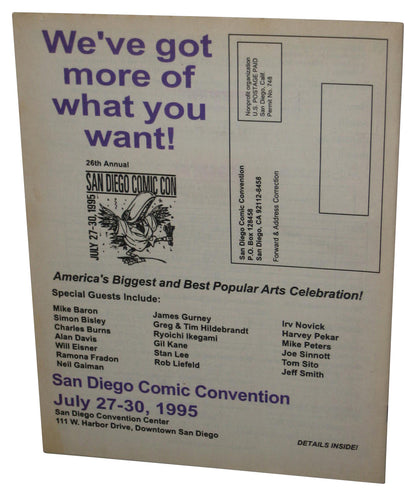 We've got
more of
what you
want!
26th Annual
SAN DIEGO COMIC CON
JULY 27-30, 1995
Nonprofit organization
U.S. POSTAGE PAID
San Diego, Calif.
Permit No. 748
San Diego Comic Convention
P.O. Box 128458
San Diego, CA 92112-8458
Forward & Address Correction
America's Biggest and Best Popular Arts Celebration!
Special Guests Include:
Mike Baron
Simon Bisley
Charles Burns
Alan Davis
Will Eisner
Ramona Fradon
Neil Gaiman
James Gurney
Greg & Tim Hildebrandt
Ryoichi Ikegami
Gil Kane
Stan Lee
Rob Liefeld
Irv Novick
Harvey Pekar
Mike Peters
Joe Sinnott
Tom Sito
Jeff Smith
San Diego Comic Convention
July 27-30, 1995
San Diego Convention Center
111 W. Harbor Drive, Downtown San Diego
DETAILS INSIDE!